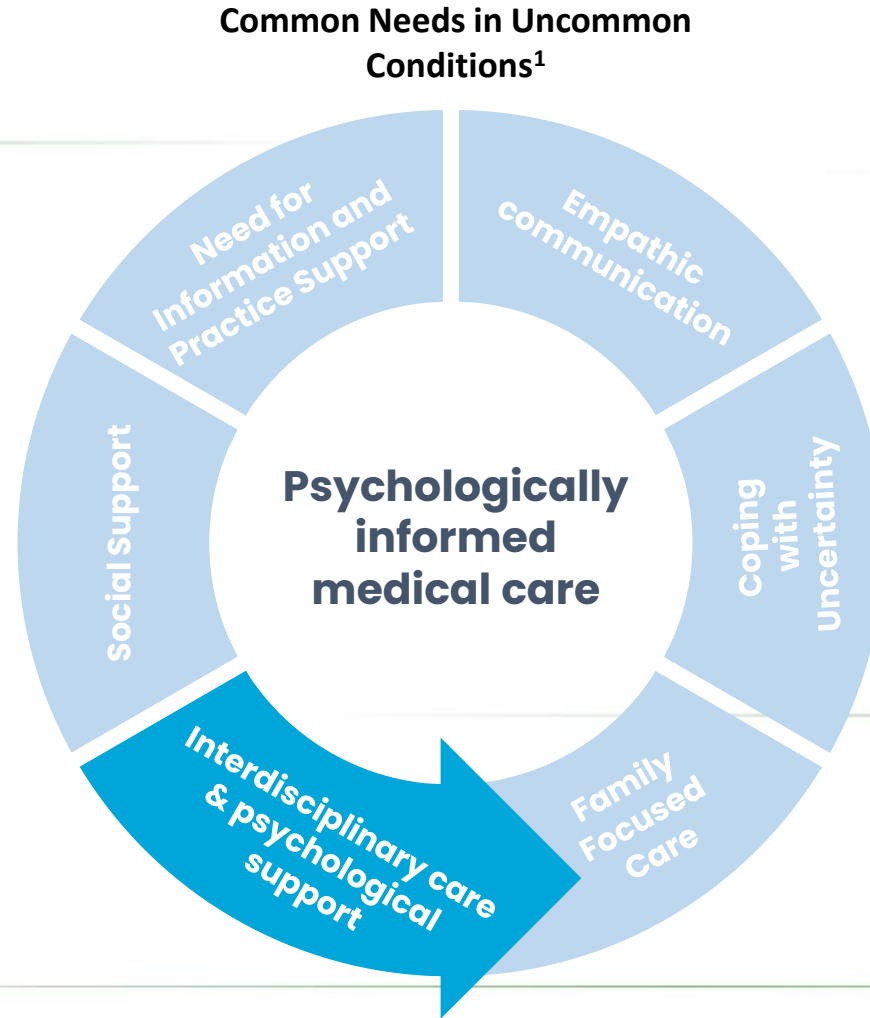 Common Needs in Uncommon
Conditions¹
Need for
Information and
Practice Support
Empathic
communication
Social Support
Psychologically
informed
medical care
Coping
with
Uncertainty
Interdisciplinary care
& psychological
support
Family
Focused
Care